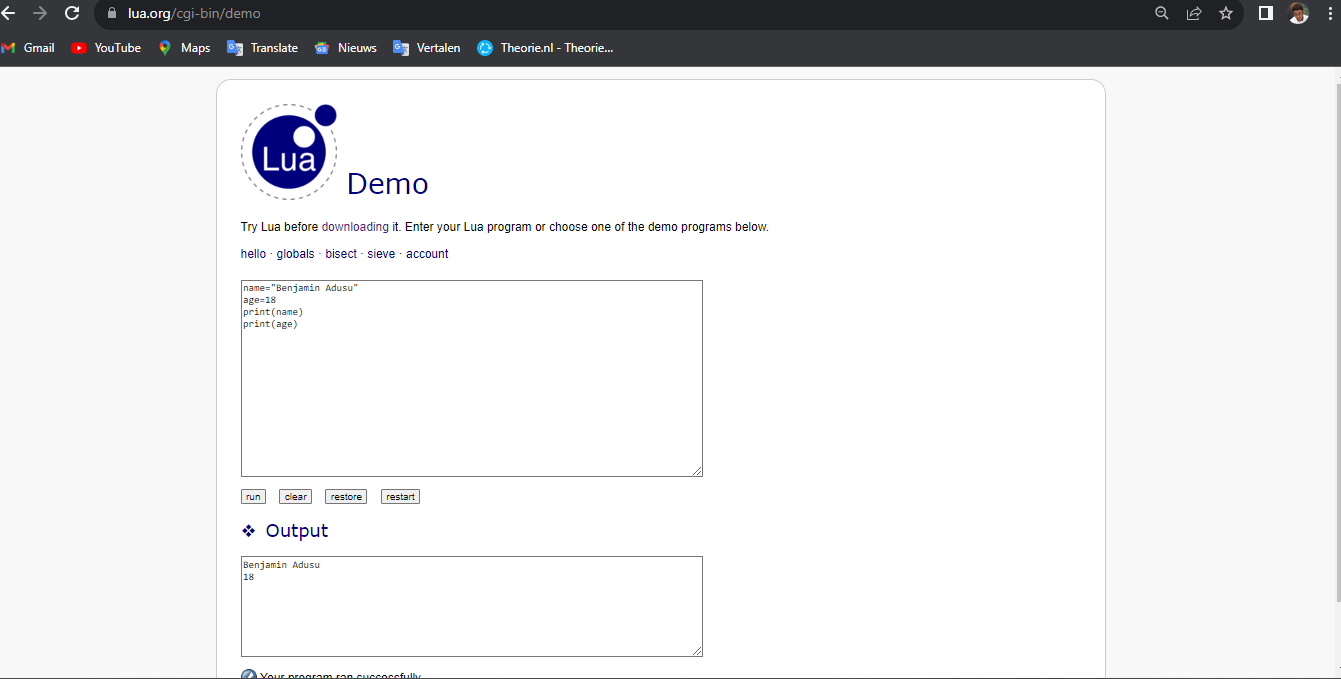 lua.org/cgi-bin/demo
Gmail YouTube Maps Translate Nieuws Vertalen Theorie.nl - Theorie...
Lua
Demo
Try Lua before downloading it. Enter your Lua program or choose one of the demo programs below.
hello · globals · bisect · sieve · account
name="Benjamin Adusu"
age=18
print(name)
print(age)
run clear restore restart
❖ Output
Benjamin Adusu
18
Your program ran successfully